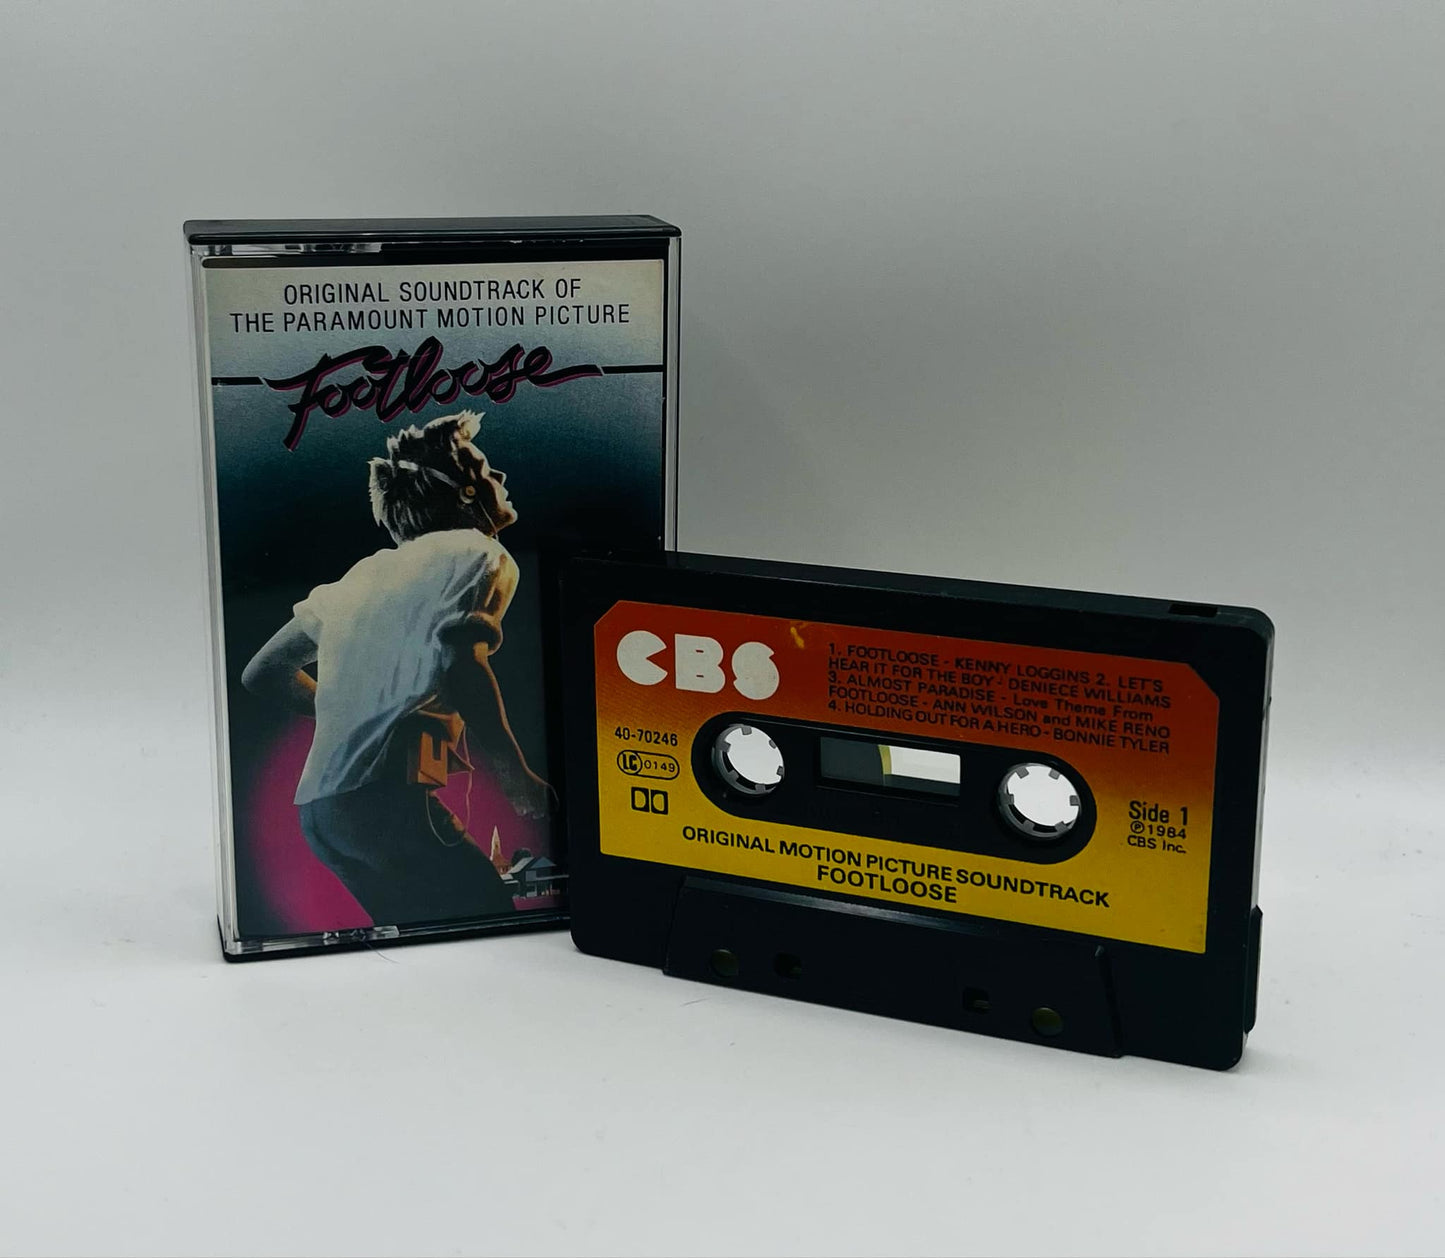 ORIGINAL SOUNDTRACK OF
THE PARAMOUNT MOTION PICTURE
Footloose
CBS
1. FOOTLOOSE - KENNY LOGGINS 2. LET'S
HEAR IT FOR THE BOY - DENIECE WILLIAMS
3. ALMOST PARADISE - Love Theme From
FOOTLOOSE - ANN WILSON and MIKE RENO
4. HOLDING OUT FOR A HERO - BONNIE TYLER
40-70246
LC 0149
Side 1
℗ 1984
CBS Inc.
ORIGINAL MOTION PICTURE SOUNDTRACK
FOOTLOOSE